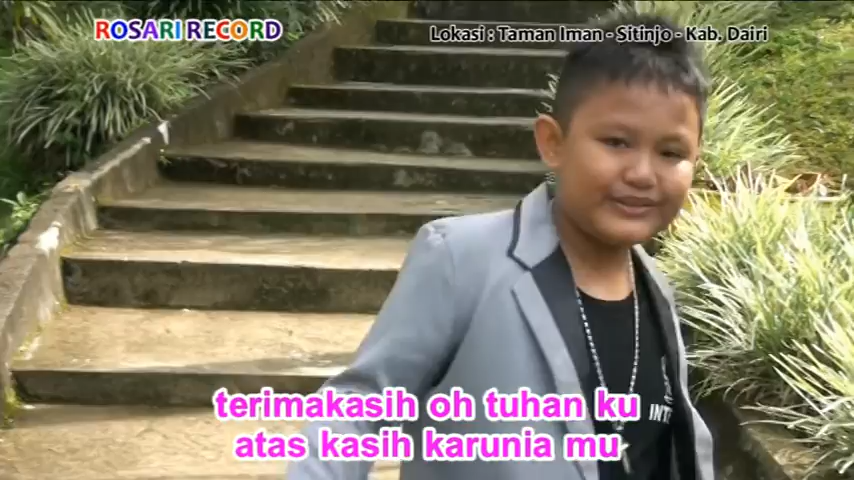 ROSARI RECORD
Lokasi : Taman Iman - Sitinjo - Kab. Dairi
terimakasih oh tuhan ku
atas kasih karunia mu